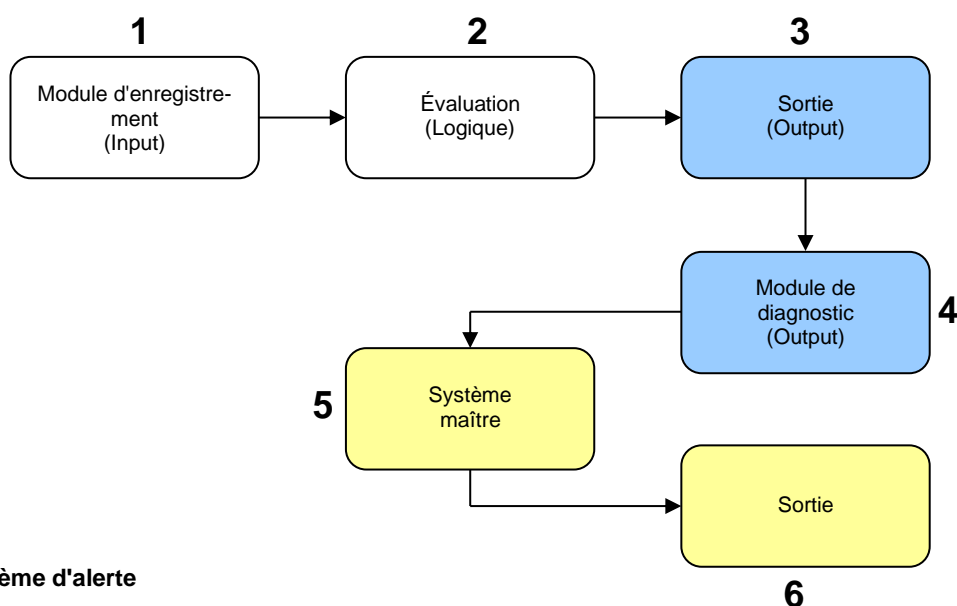 1
2
3
Module d'enregistre-
ment
(Input)
Évaluation
(Logique)
Sortie
(Output)
Module de
diagnostic
(Output)
4
5
Système
maître
Sortie
6
ème d'alerte